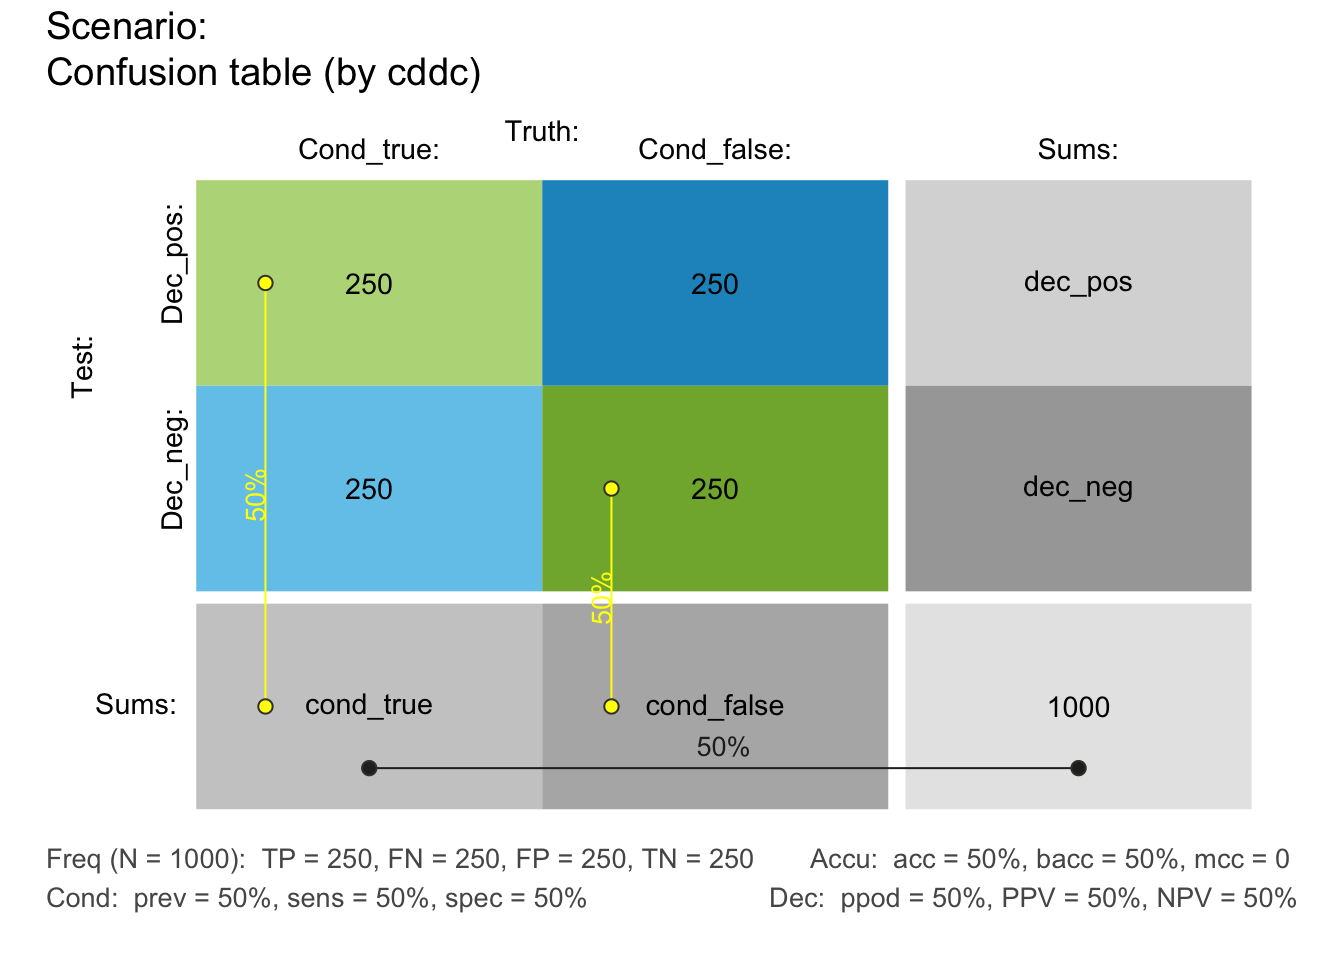 Scenario:
Confusion table (by cddc)
Truth:
Cond_true:
Cond_false:
Sums:
Test:
Dec_pos:
250
250
dec_pos
Dec_neg:
50%
250
250
dec_neg
50%
Sums:
cond_true
cond_false
1000
50%
Freq (N = 1000):  TP = 250, FN = 250, FP = 250, TN = 250
Accu:  acc = 50%, bacc = 50%, mcc = 0
Cond:  prev = 50%, sens = 50%, spec = 50%
Dec:  ppod = 50%, PPV = 50%, NPV = 50%